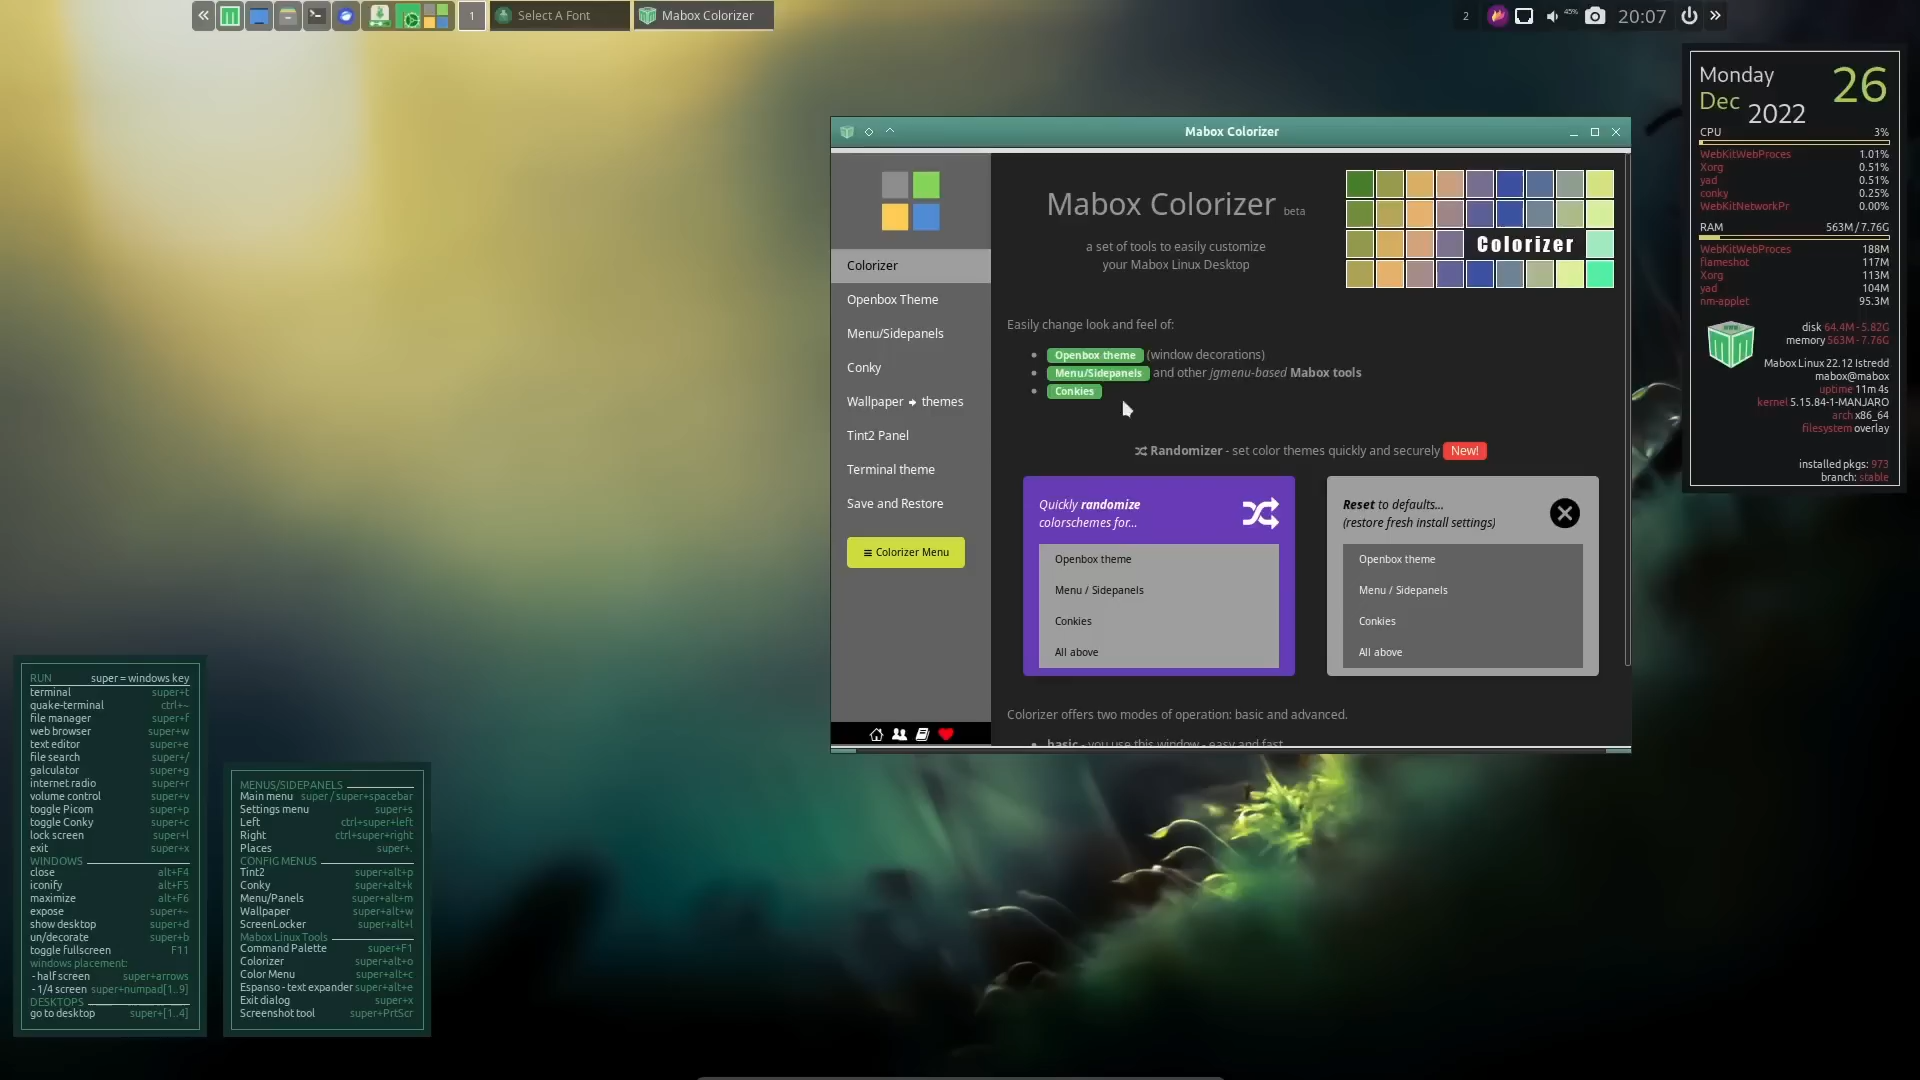 1
Select A Font
Mabox Colorizer
2
45%
20:07
Monday
Dec
2022
26
CPU 3%
WebKitWebProces 1.01%
Xorg 0.51%
yad 0.51%
conky 0.25%
WebKitNetworkPr 0.00%
RAM 563M / 7.76G
WebKitWebProces 188M
flameshot 117M
Xorg 113M
yad 104M
nm-applet 95.3M
disk 64.4M - 5.82G
memory 563M - 7.76G
Mabox Linux 22.12 Istredd
mabox@mabox
uptime 11m 4s
kernel 5.15.84-1-MANJARO
arch x86_64
filesystem overlay
installed pkgs: 973
branch: stable
Mabox Colorizer
Colorizer
Openbox Theme
Menu/Sidepanels
Conky
Wallpaper → themes
Tint2 Panel
Terminal theme
Save and Restore
≡ Colorizer Menu
Mabox Colorizer beta
a set of tools to easily customize
your Mabox Linux Desktop
Colorizer
Easily change look and feel of:
• Openbox theme (window decorations)
• Menu/Sidepanels and other jgmenu-based Mabox tools
• Conkies
Randomizer - set color themes quickly and securely New!
Quickly randomize
colorschemes for...
Openbox theme
Menu / Sidepanels
Conkies
All above
Reset to defaults...
(restore fresh install settings)
Openbox theme
Menu / Sidepanels
Conkies
All above
Colorizer offers two modes of operation: basic and advanced.
• basic - you use this window - easy and fast
RUN super = windows key
terminal super+t
quake-terminal ctrl+~
file manager super+f
web browser super+w
text editor super+e
file search super+/
galculator super+g
internet radio super+r
volume control super+v
toggle Picom super+p
toggle Conky super+c
lock screen super+l
exit super+x
WINDOWS
close alt+F4
iconify alt+F5
maximize alt+F6
expose super+~
show desktop super+d
un/decorate super+b
toggle fullscreen F11
windows placement:
- half screen super+arrows
- 1/4 screen super+numpad[1..9]
DESKTOPS
go to desktop super+[1..4]
MENUS/SIDEPANELS
Main menu super / super+spacebar
Settings menu super+s
Left ctrl+super+left
Right ctrl+super+right
Places super+.
CONFIG MENUS
Tint2 super+alt+p
Conky super+alt+k
Menu/Panels super+alt+m
Wallpaper super+alt+w
ScreenLocker super+alt+l
Mabox Linux Tools
Command Palette super+F1
Colorizer super+alt+o
Color Menu super+alt+c
Espanso - text expander super+alt+e
Exit dialog super+x
Screenshot tool super+PrtScr